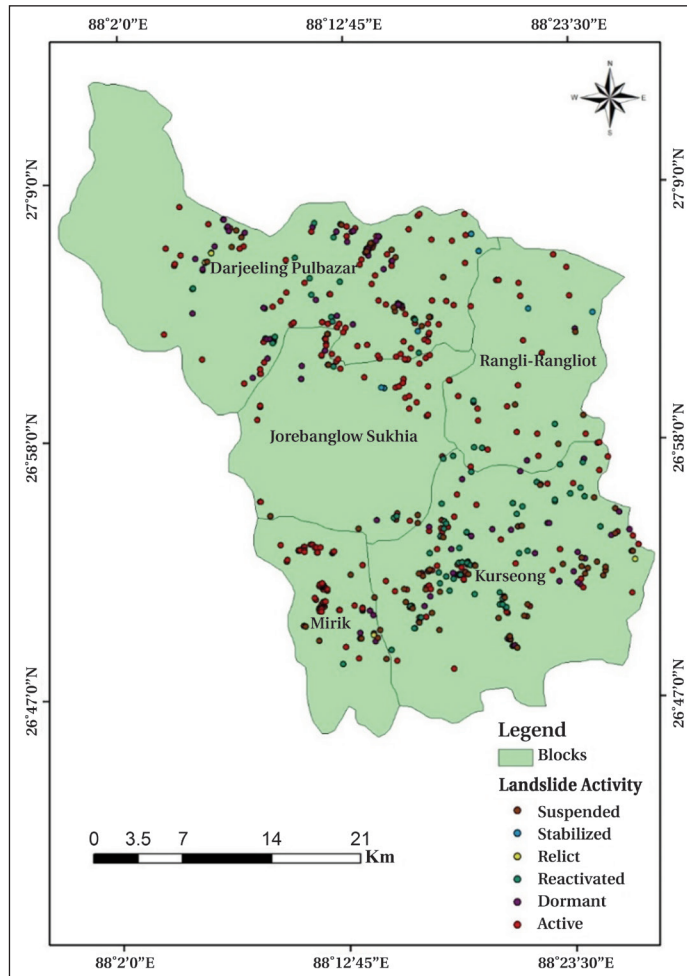 88°2'0”E 88°12'45”E 88°23'30”E
N
W E
S
27°9'0”N 27°9'0”N
Darjeeling Pulbazar
Rangli-Rangliot
Jorebanglow Sukhia
26°58'0”N 26°58'0”N
Kurseong
Mirik
26°47'0”N 26°47'0”N
Legend
Blocks
Landslide Activity
Suspended
Stabilized
Relict
Reactivated
Dormant
Active
0 3.5 7 14 21
Km
88°2'0”E 88°12'45”E 88°23'30”E